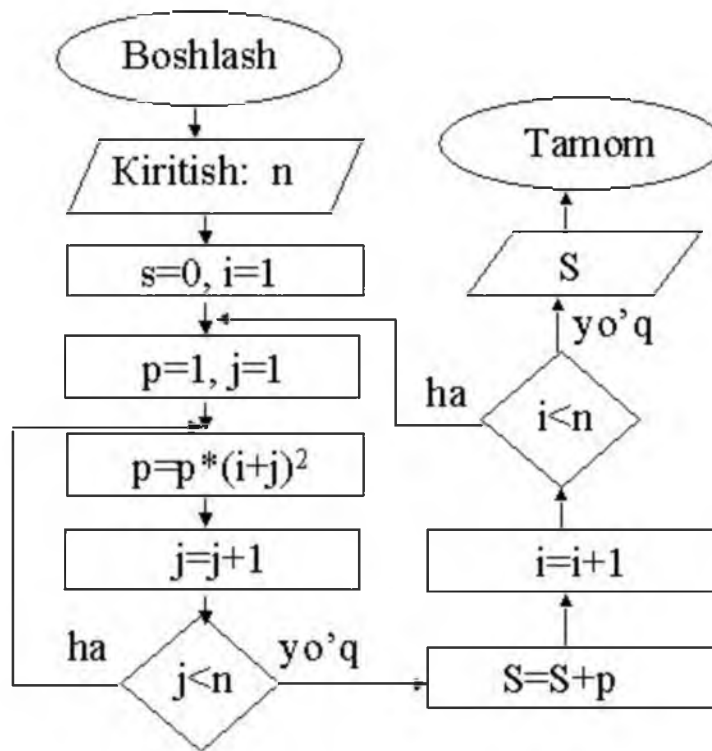 Boshlash
Kiritish: n
s=0, i=1
p=1, j=1
p=p*(i+j)²
j=j+1
ha
j<n
yo’q
S=S+p
i=i+1
ha
i<n
yo’q
S
Tamom